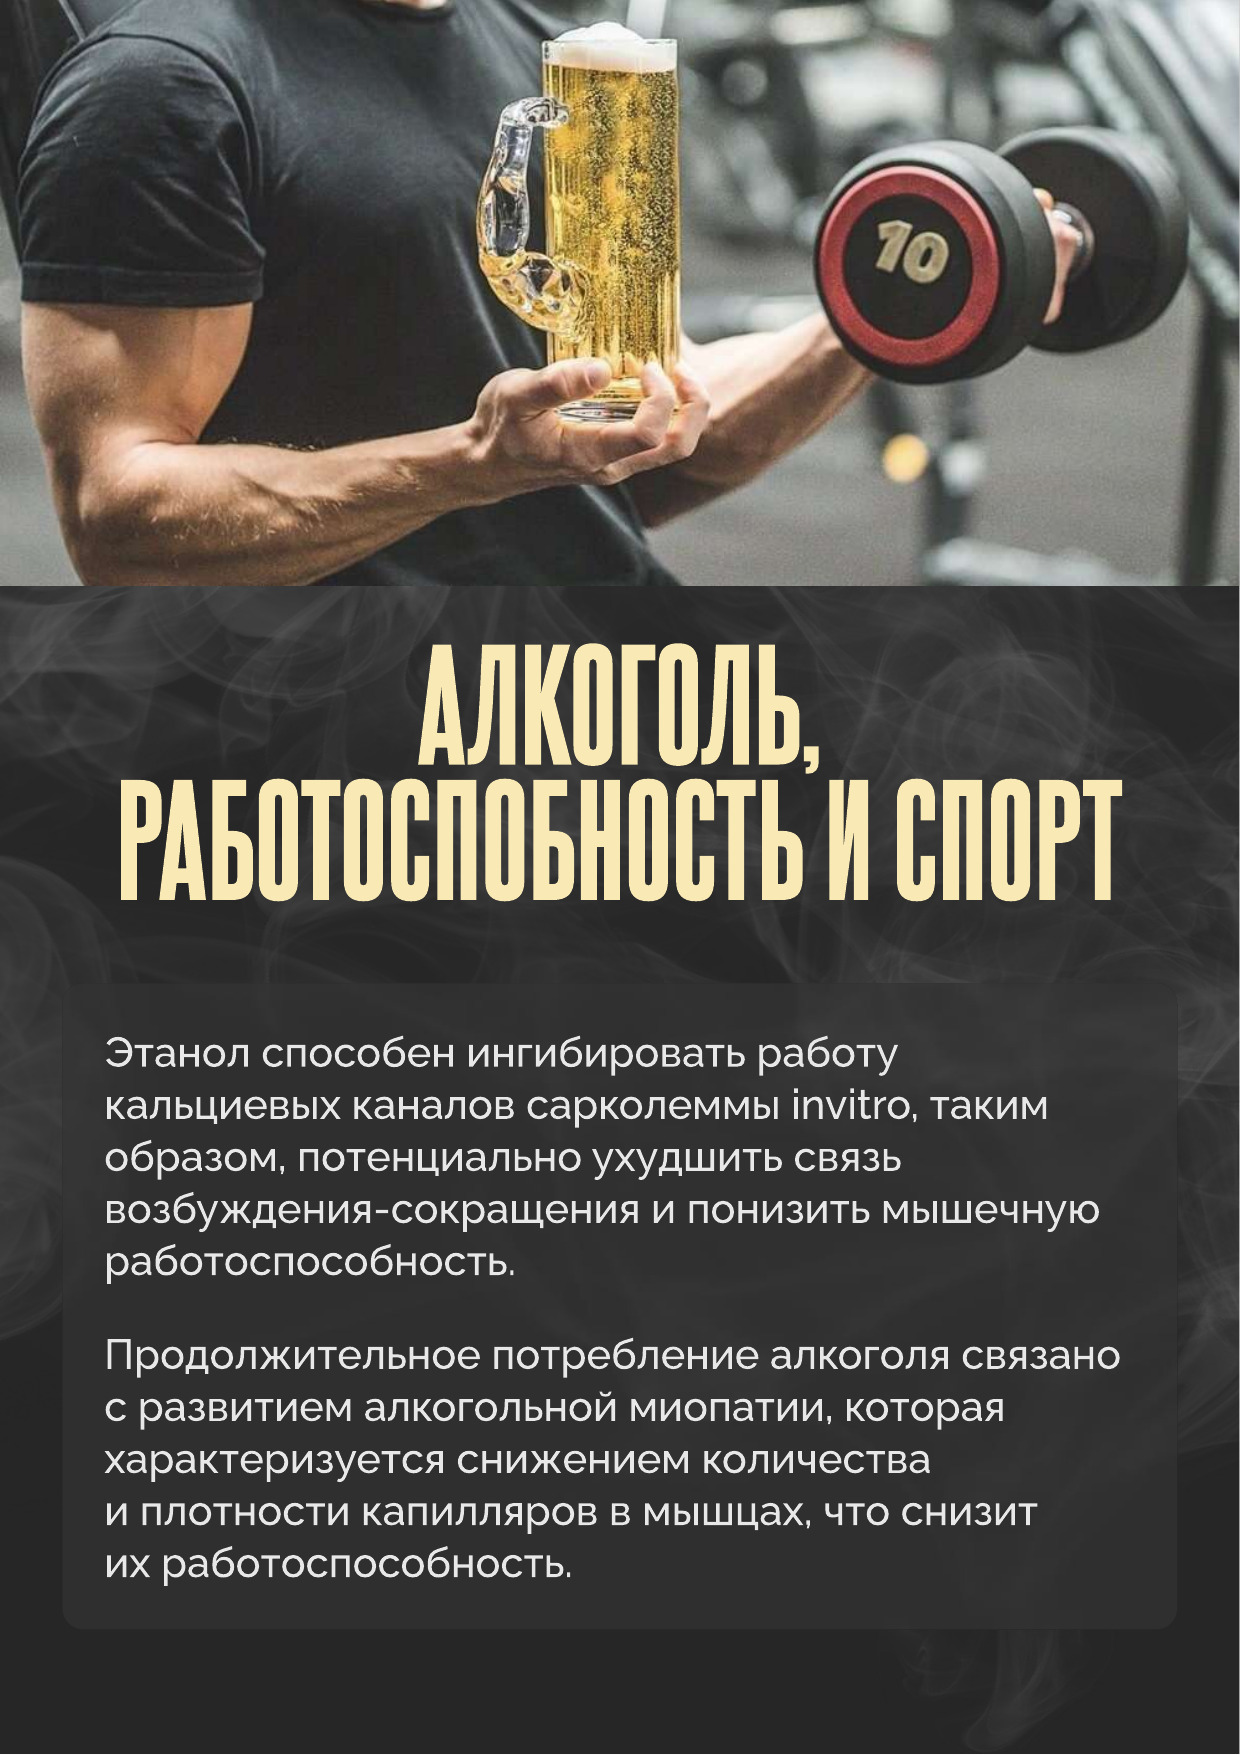 10
АЛКОГОЛЬ,
РАБОТОСПОБНОСТЬ И СПОРТ
Этанол способен ингибировать работу
кальциевых каналов сарколеммы invitro, таким
образом, потенциально ухудшить связь
возбуждения-сокращения и понизить мышечную
работоспособность.
Продолжительное потребление алкоголя связано
с развитием алкогольной миопатии, которая
характеризуется снижением количества
и плотности капилляров в мышцах, что снизит
их работоспособность.